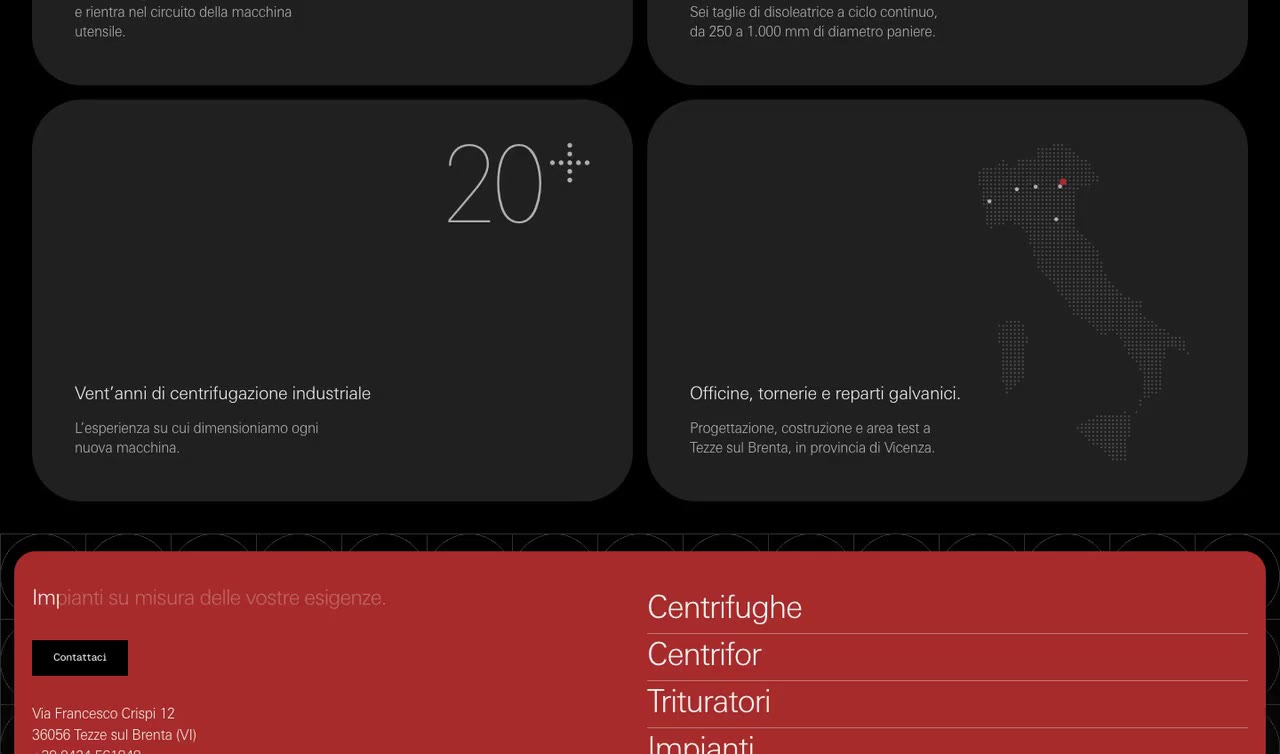 e rientra nel circuito della macchina
utensile.
Sei taglie di disoleatrice a ciclo continuo,
da 250 a 1.000 mm di diametro paniere.
20+
Vent’anni di centrifugazione industriale
L’esperienza su cui dimensioniamo ogni
nuova macchina.
Officine, tornerie e reparti galvanici.
Progettazione, costruzione e area test a
Tezze sul Brenta, in provincia di Vicenza.
Impianti su misura delle vostre esigenze.
Contattaci
Via Francesco Crispi 12
36056 Tezze sul Brenta (VI)
Centrifughe
Centrifor
Trituratori
Impianti